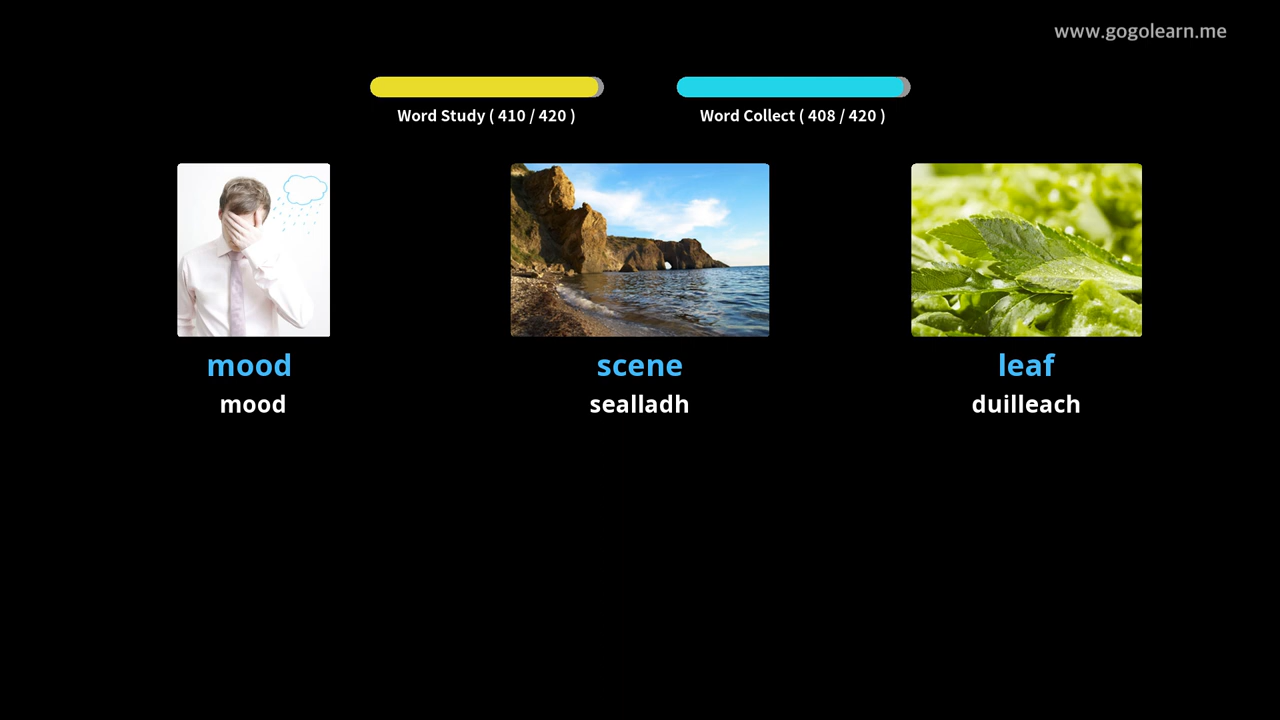 www.gogolearn.me
Word Study ( 410 / 420 )
Word Collect ( 408 / 420 )
mood
scene
leaf
mood
sealladh
duilleach